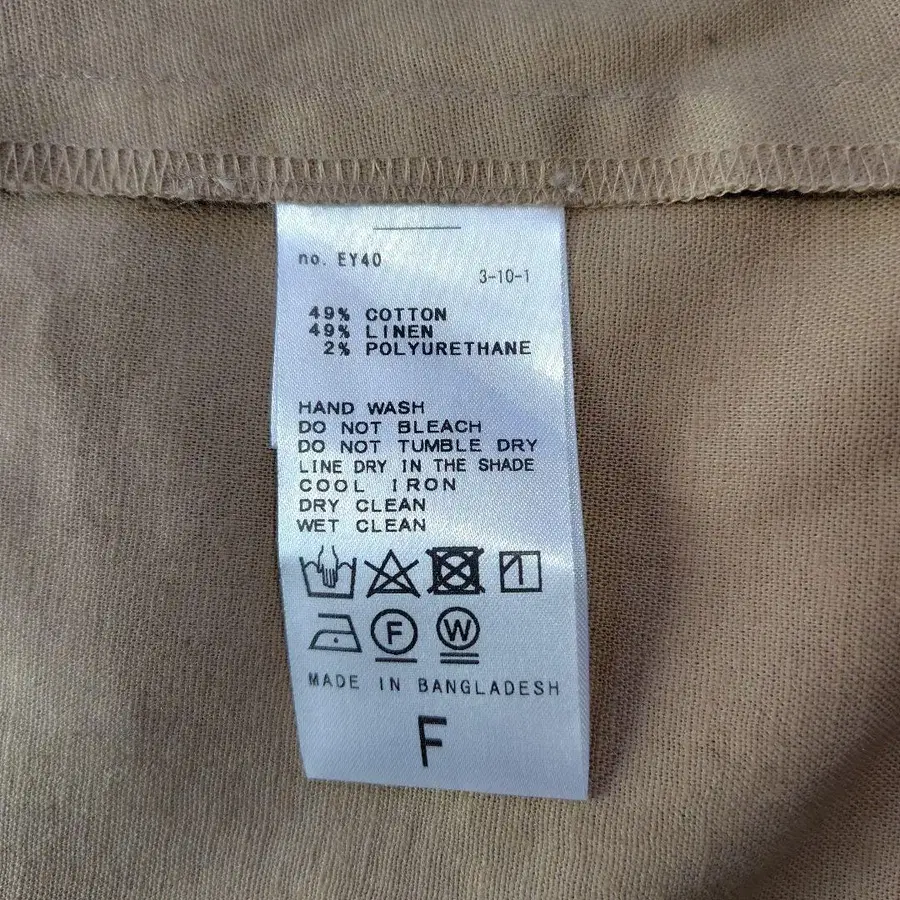 no. EY40
3-10-1
49% COTTON
49% LINEN
2% POLYURETHANE
HAND WASH
DO NOT BLEACH
DO NOT TUMBLE DRY
LINE DRY IN THE SHADE
COOL IRON
DRY CLEAN
WET CLEAN
F W
MADE IN BANGLADESH
F